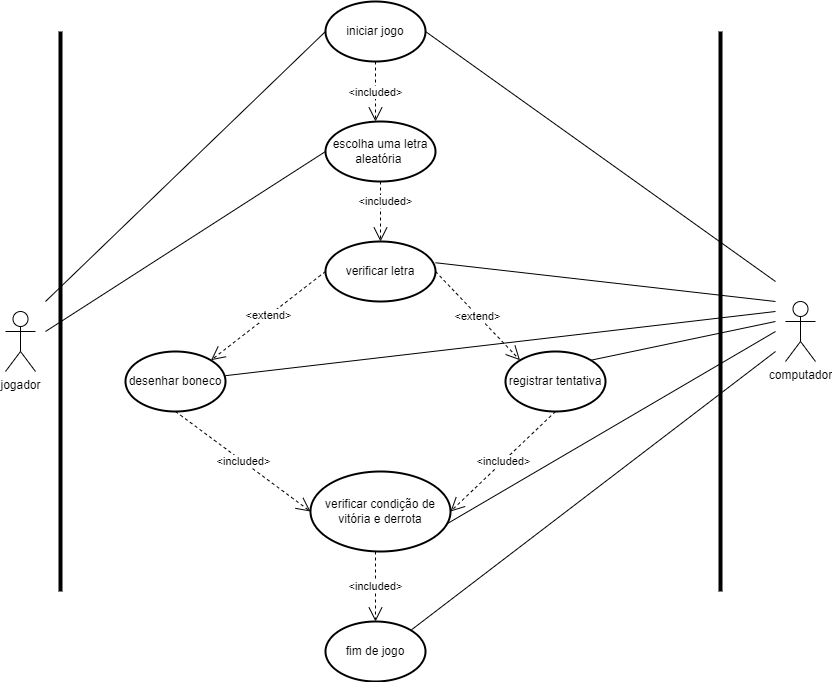 iniciar jogo
<included>
escolha uma letra
aleatória
<included>
verificar letra
<extend>
<extend>
jogador
computador
desenhar boneco
registrar tentativa
<included>
<included>
verificar condição de
vitória e derrota
<included>
fim de jogo